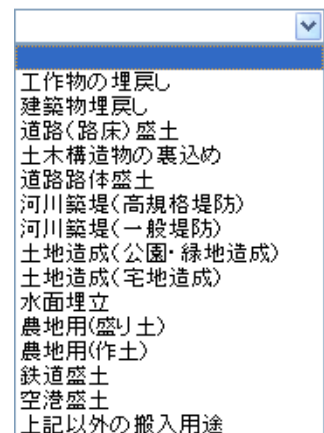 工作物の埋戻し
建築物埋戻し
道路(路床)盛土
土木構造物の裏込め
道路路体盛土
河川築堤(高規格堤防)
河川築堤(一般堤防)
土地造成(公園･緑地造成)
土地造成(宅地造成)
水面埋立
農地用(盛り土)
農地用(作土)
鉄道盛土
空港盛土
上記以外の搬入用途